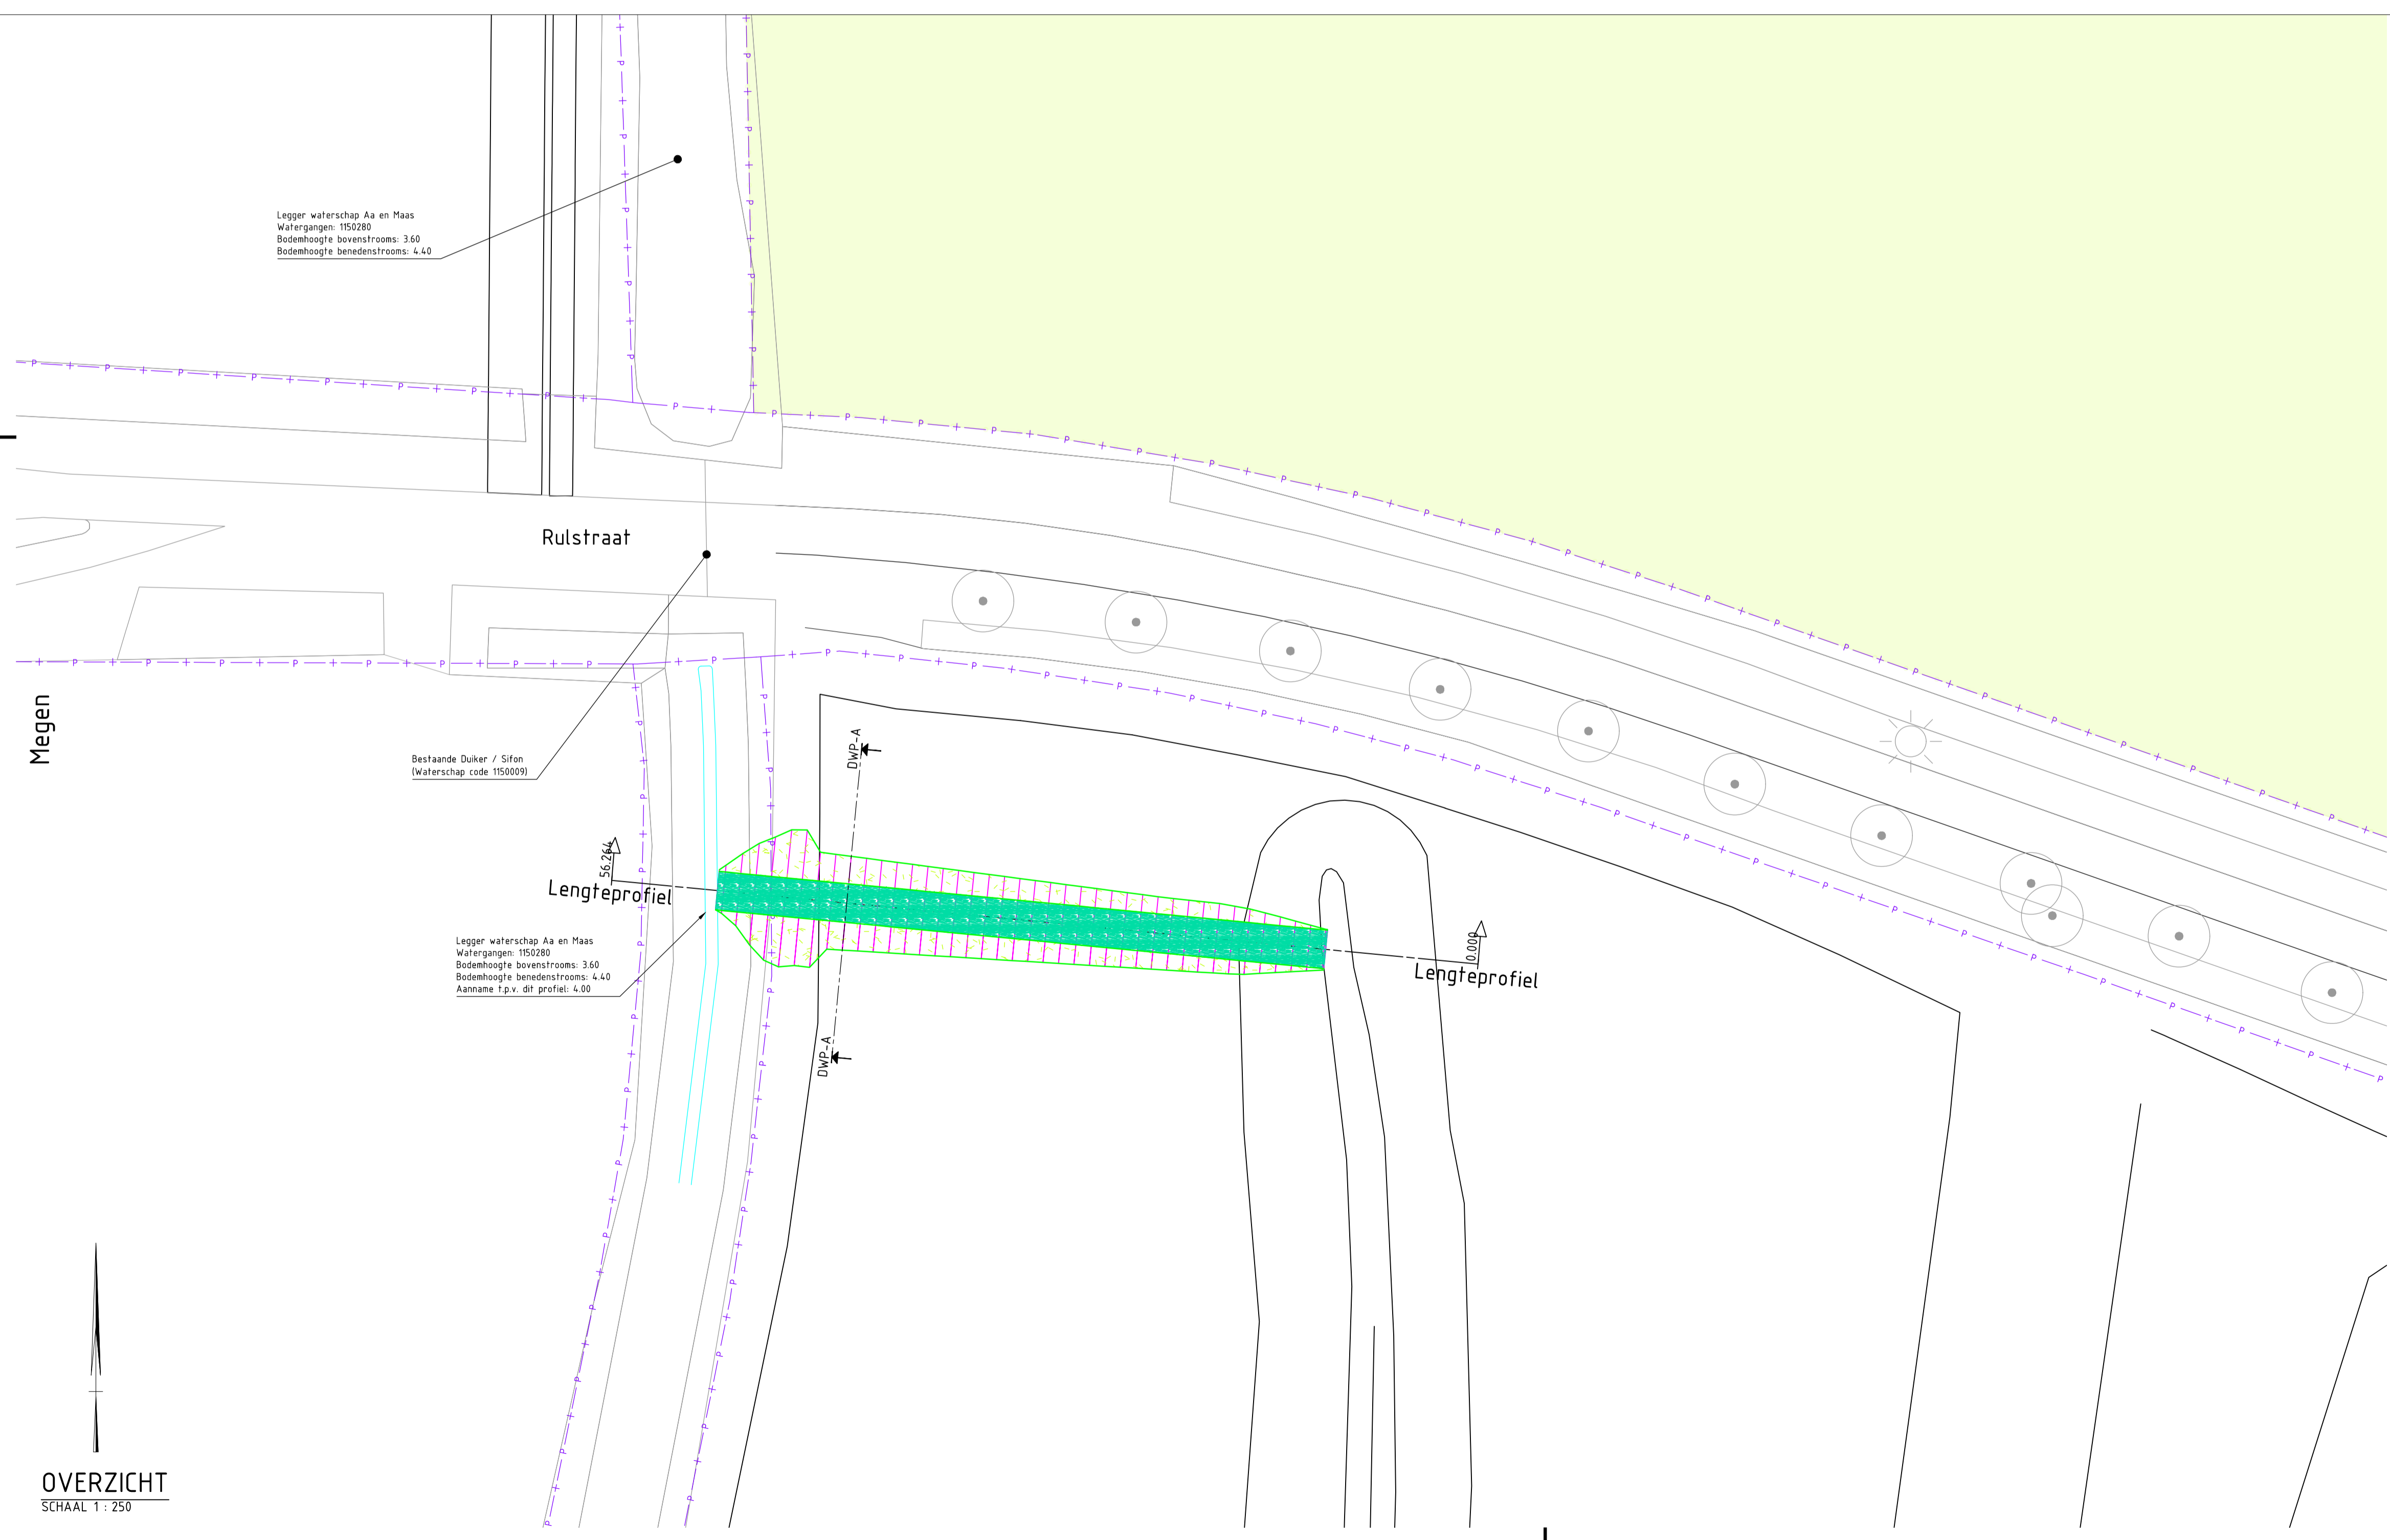 Legger waterschap Aa en Maas
Watergangen: 1150280
Bodemhoogte bovenstrooms: 3.60
Bodemhoogte benedenstrooms: 4.40
Rulstraat
Megen
Bestaande Duiker / Sifon
(Waterschap code 1150009)
DWP-A
56.264
Lengteprofiel
Legger waterschap Aa en Maas
Watergangen: 1150280
Bodemhoogte bovenstrooms: 3.60
Bodemhoogte benedenstrooms: 4.40
Aanname t.p.v. dit profiel: 4.00
0.000
Lengteprofiel
DWP-A
OVERZICHT
SCHAAL 1 : 250